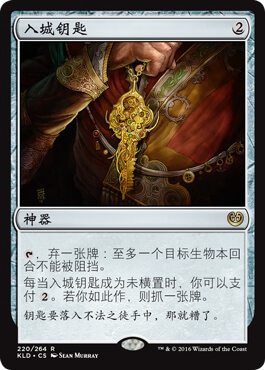 入城钥匙 2
神器
，弃一张牌：至多一个目标生物本回
合不能被阻挡。
每当入城钥匙成为未横置时，你可以
支付 2。若你如此作，则抓一张牌。
钥匙要落入不法之徒手中，那就糟了。
220/264 R
KLD • CS SEAN MURRAY
™ & © 2016 Wizards of the Coast